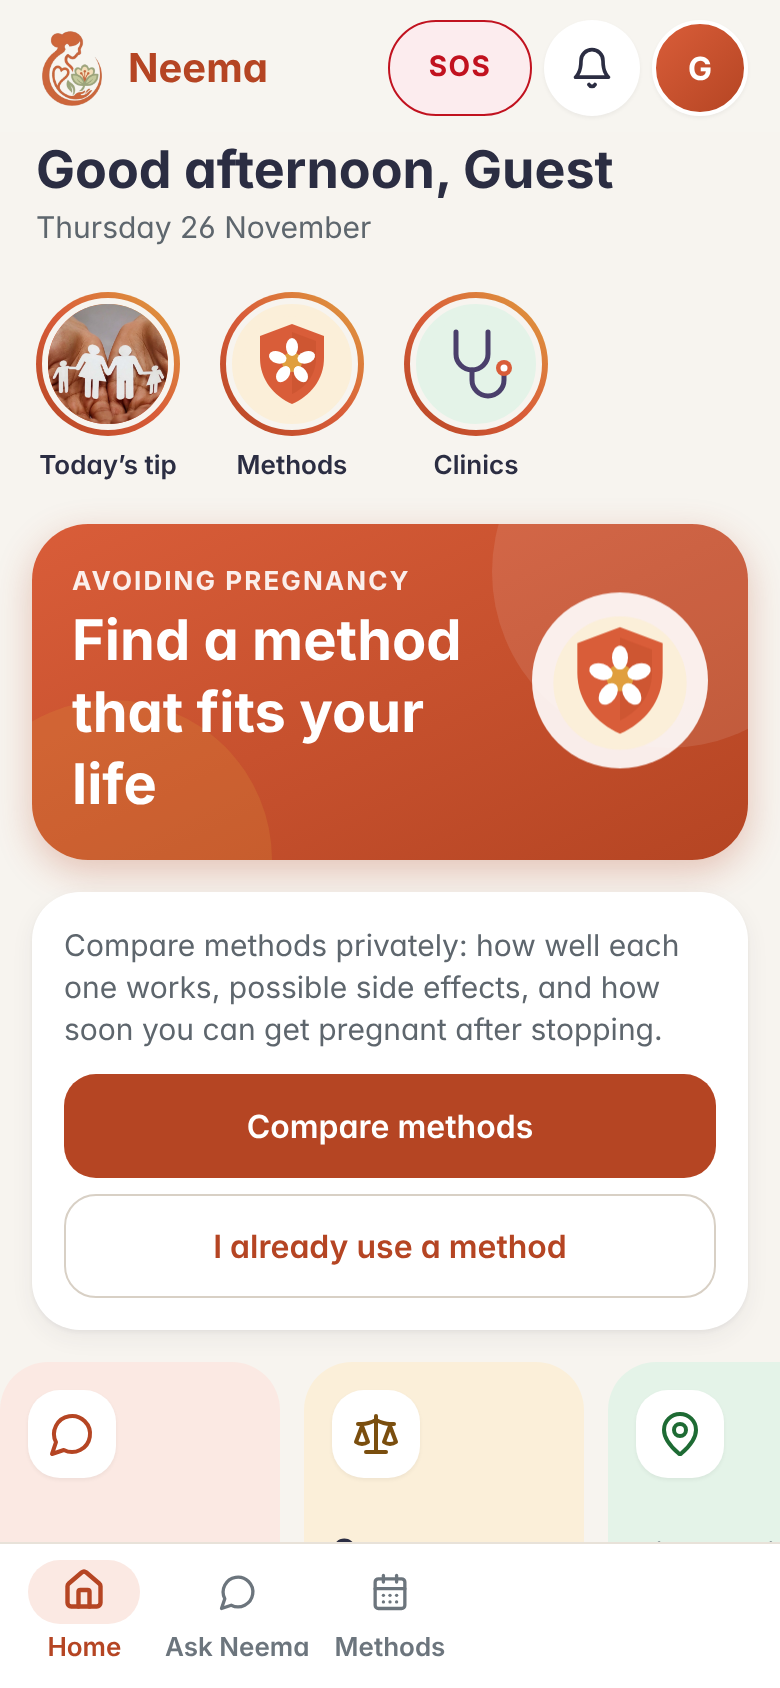 Neema
SOS
G
Good afternoon, Guest
Thursday 26 November
Today's tip
Methods
Clinics
AVOIDING PREGNANCY
Find a method
that fits your
life
Compare methods privately: how well each
one works, possible side effects, and how
soon you can get pregnant after stopping.
Compare methods
I already use a method
Home
Ask Neema
Methods